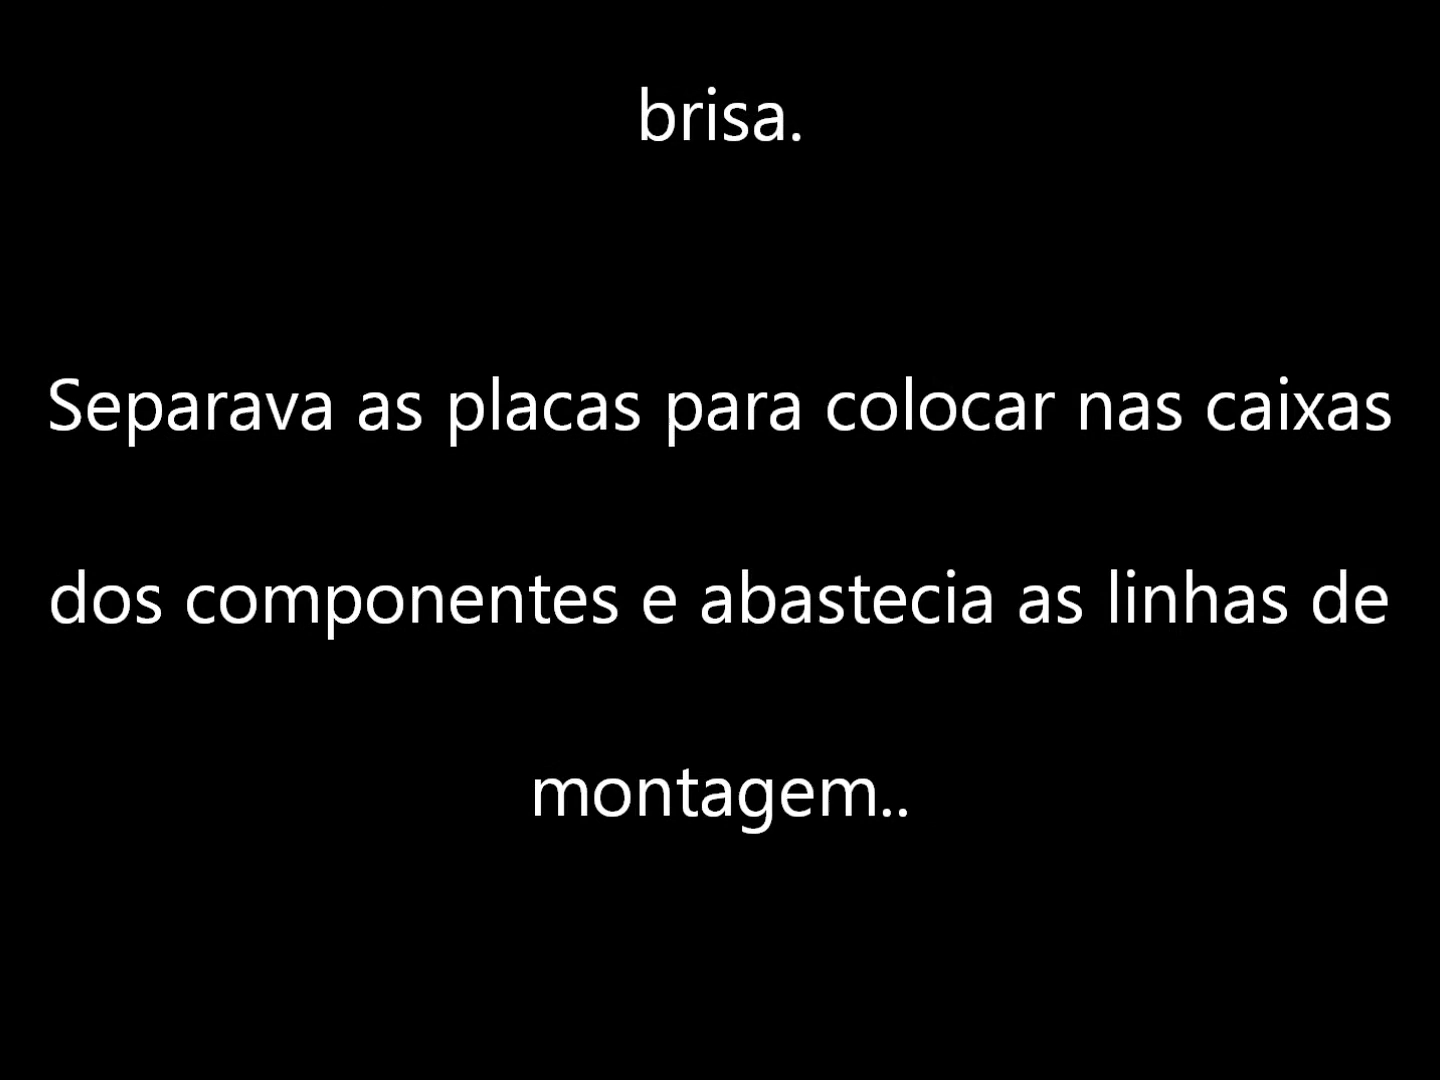 brisa.
Separava as placas para colocar nas caixas
dos componentes e abastecia as linhas de
montagem..